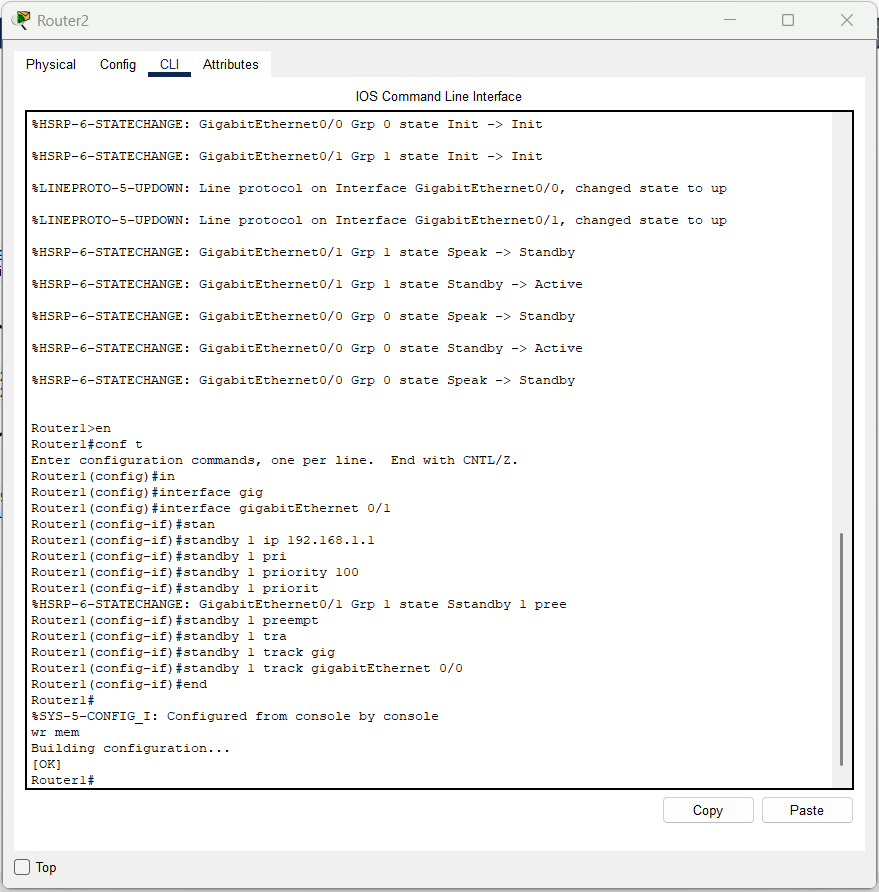 Router2
Physical Config CLI Attributes
IOS Command Line Interface
%HSRP-6-STATECHANGE: GigabitEthernet0/0 Grp 0 state Init -> Init
%HSRP-6-STATECHANGE: GigabitEthernet0/1 Grp 1 state Init -> Init
%LINEPROTO-5-UPDOWN: Line protocol on Interface GigabitEthernet0/0, changed state to up
%LINEPROTO-5-UPDOWN: Line protocol on Interface GigabitEthernet0/1, changed state to up
%HSRP-6-STATECHANGE: GigabitEthernet0/1 Grp 1 state Speak -> Standby
%HSRP-6-STATECHANGE: GigabitEthernet0/1 Grp 1 state Standby -> Active
%HSRP-6-STATECHANGE: GigabitEthernet0/0 Grp 0 state Speak -> Standby
%HSRP-6-STATECHANGE: GigabitEthernet0/0 Grp 0 state Standby -> Active
%HSRP-6-STATECHANGE: GigabitEthernet0/0 Grp 0 state Speak -> Standby
Router1>en
Router1#conf t
Enter configuration commands, one per line.  End with CNTL/Z.
Router1(config)#in
Router1(config)#interface gig
Router1(config)#interface gigabitEthernet 0/1
Router1(config-if)#stan
Router1(config-if)#standby 1 ip 192.168.1.1
Router1(config-if)#standby 1 pri
Router1(config-if)#standby 1 priority 100
Router1(config-if)#standby 1 priorit
%HSRP-6-STATECHANGE: GigabitEthernet0/1 Grp 1 state Sstandby 1 pree
Router1(config-if)#standby 1 preempt
Router1(config-if)#standby 1 tra
Router1(config-if)#standby 1 track gig
Router1(config-if)#standby 1 track gigabitEthernet 0/0
Router1(config-if)#end
Router1#
%SYS-5-CONFIG_I: Configured from console by console
wr mem
Building configuration...
[OK]
Router1#
Copy Paste
Top